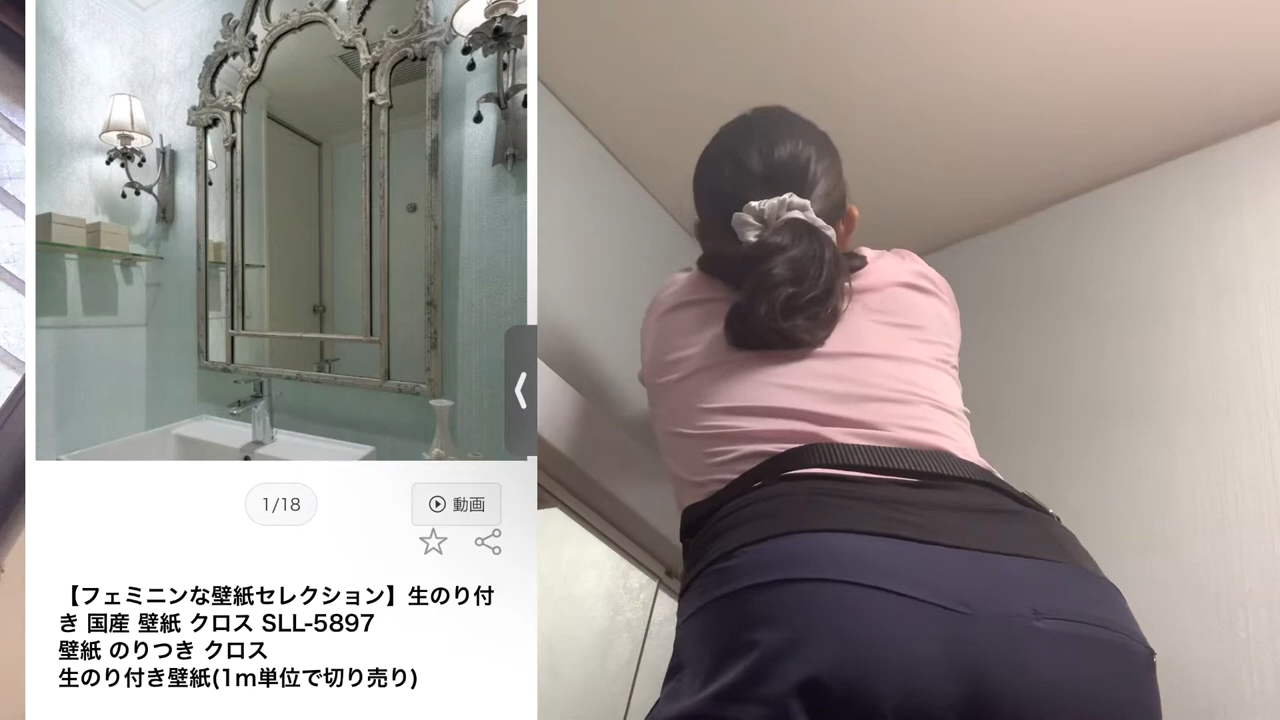 1/18
動画
【フェミニンな壁紙セレクション】生のり付
き 国産 壁紙 クロス SLL-5897
壁紙 のりつき クロス
生のり付き壁紙(1m単位で切り売り)